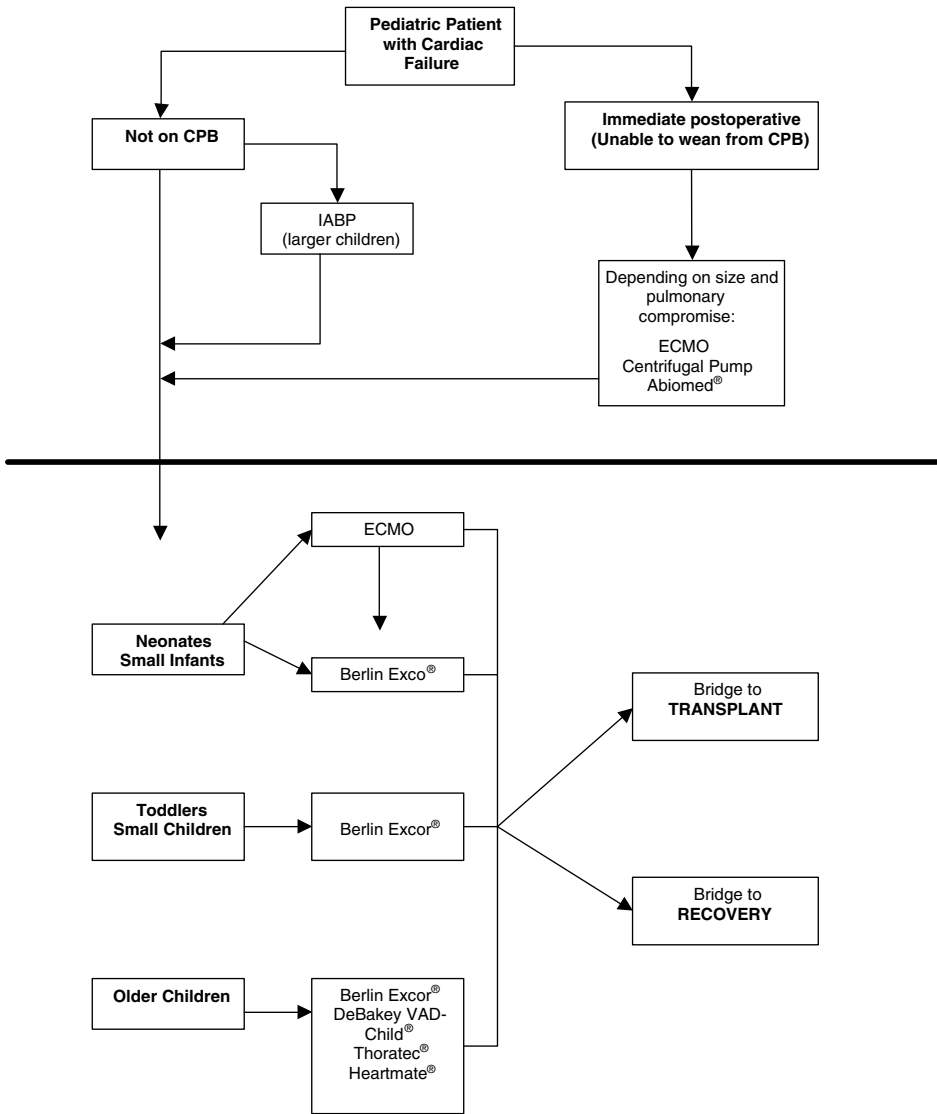 Pediatric Patient
with Cardiac
Failure
Not on CPB
Immediate postoperative
(Unable to wean from CPB)
IABP
(larger children)
Depending on size and
pulmonary
compromise:
ECMO
Centrifugal Pump
Abiomed®
ECMO
Neonates
Small Infants
Berlin Exco®
Bridge to
TRANSPLANT
Toddlers
Small Children
Berlin Excor®
Bridge to
RECOVERY
Older Children
Berlin Excor®
DeBakey VAD-
Child®
Thoratec®
Heartmate®